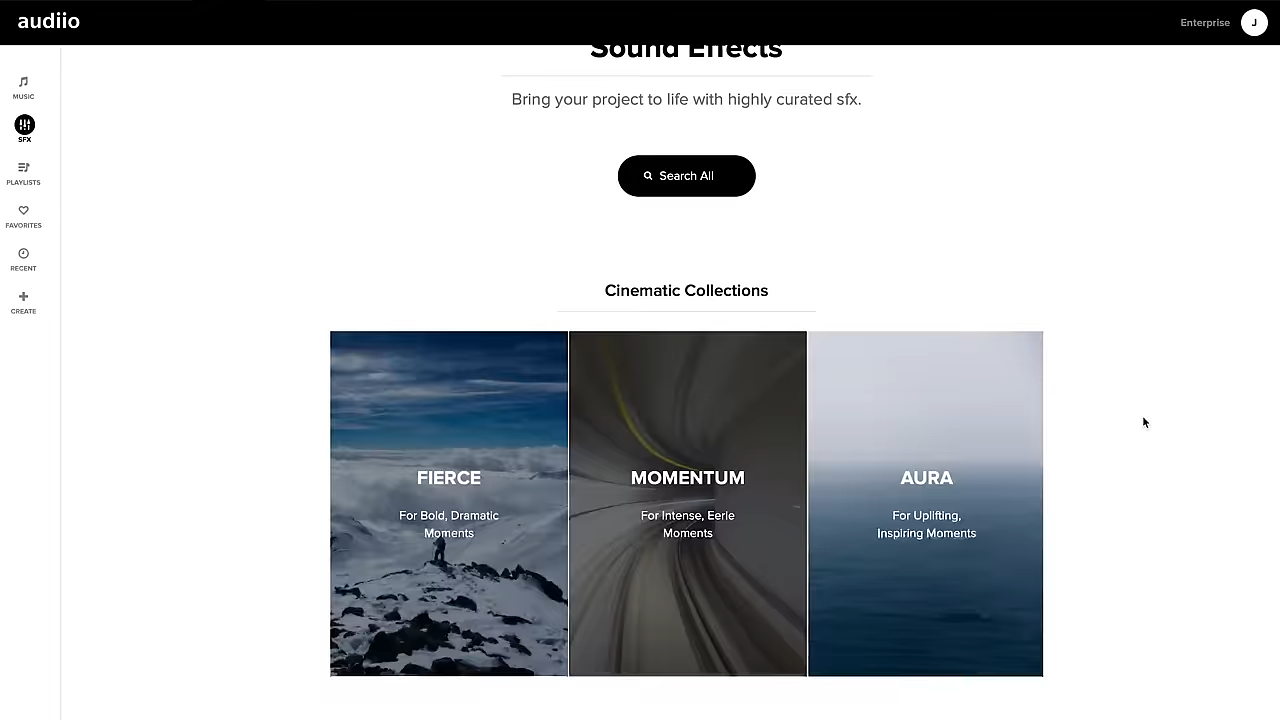 audiio
Enterprise
J
MUSIC
SFX
PLAYLISTS
FAVORITES
RECENT
CREATE
Sound Effects
Bring your project to life with highly curated sfx.
Search All
Cinematic Collections
FIERCE
For Bold, Dramatic
Moments
MOMENTUM
For Intense, Eerie
Moments
AURA
For Uplifting,
Inspiring Moments